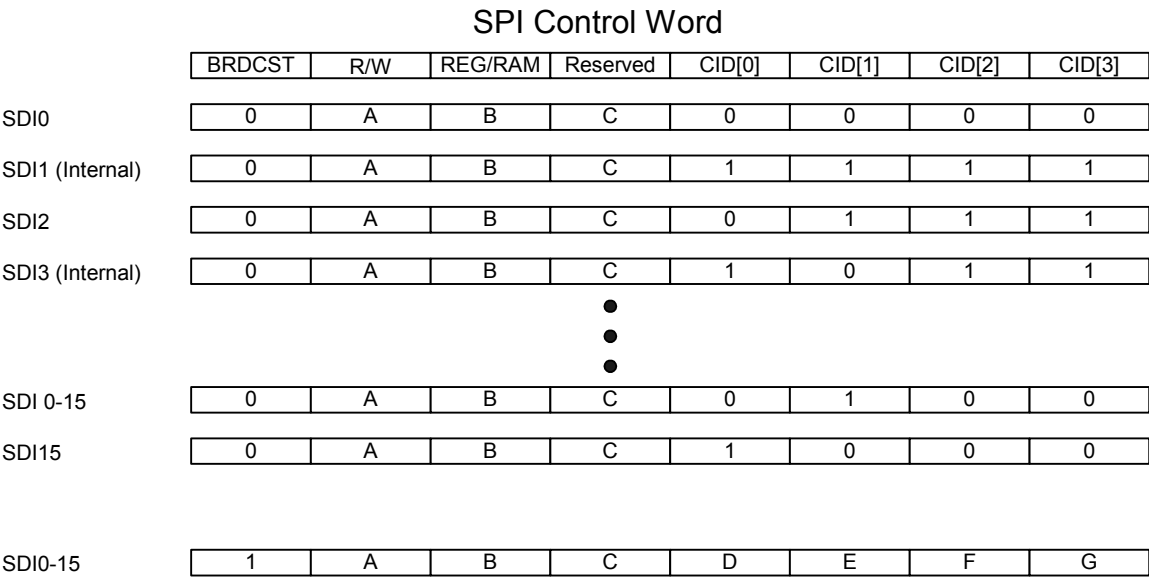 SPI Control Word
BRDCST R/W REG/RAM Reserved CID[0] CID[1] CID[2] CID[3]
SDI0 0 A B C 0 0 0 0
SDI1 (Internal) 0 A B C 1 1 1 1
SDI2 0 A B C 0 1 1 1
SDI3 (Internal) 0 A B C 1 0 1 1
SDI 0-15 0 A B C 0 1 0 0
SDI15 0 A B C 1 0 0 0
SDI0-15 1 A B C D E F G